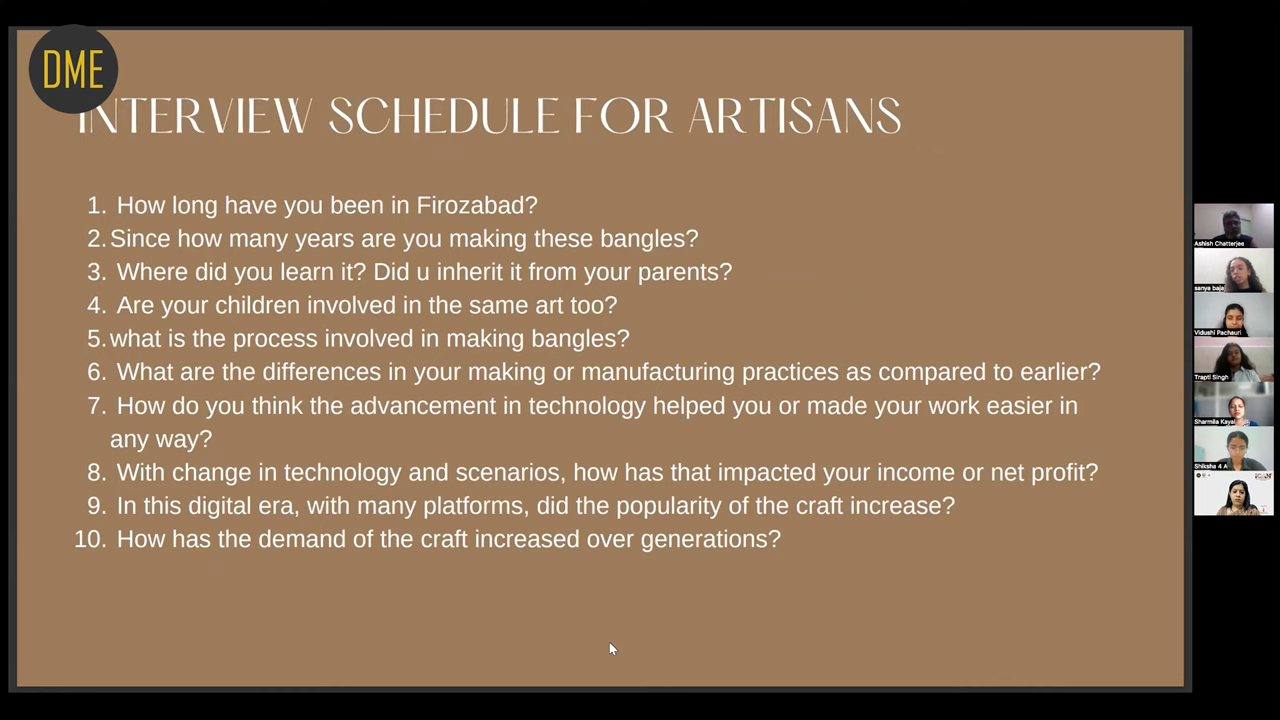 DME
INTERVIEW SCHEDULE FOR ARTISANS
1. How long have you been in Firozabad?
2. Since how many years are you making these bangles?
3. Where did you learn it? Did u inherit it from your parents?
4. Are your children involved in the same art too?
5. what is the process involved in making bangles?
6. What are the differences in your making or manufacturing practices as compared to earlier?
7. How do you think the advancement in technology helped you or made your work easier in
any way?
8. With change in technology and scenarios, how has that impacted your income or net profit?
9. In this digital era, with many platforms, did the popularity of the craft increase?
10. How has the demand of the craft increased over generations?
Ashish Chatterjee
sanya bajaj
Vidushi Pachauri
Trapti Singh
Sharmila Kayal
Shiksha 4 A